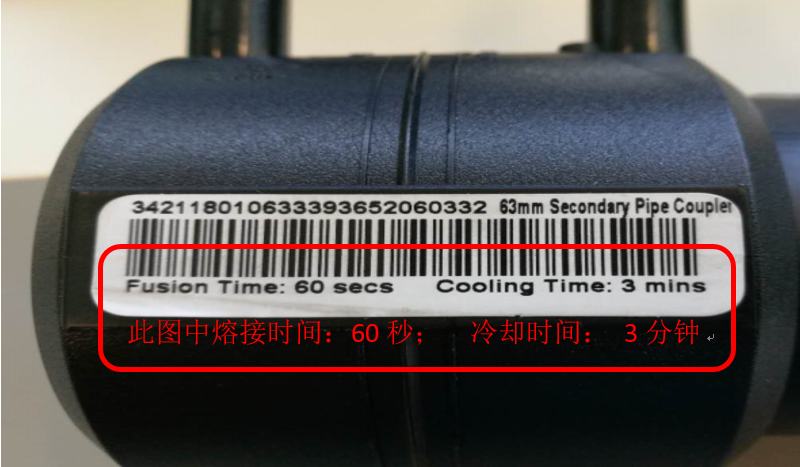 342118010633393652060332 63mm Secondary Pipe Coupler
Fusion Time: 60 secs Cooling Time: 3 mins
此图中熔接时间：60 秒； 冷却时间： 3 分钟